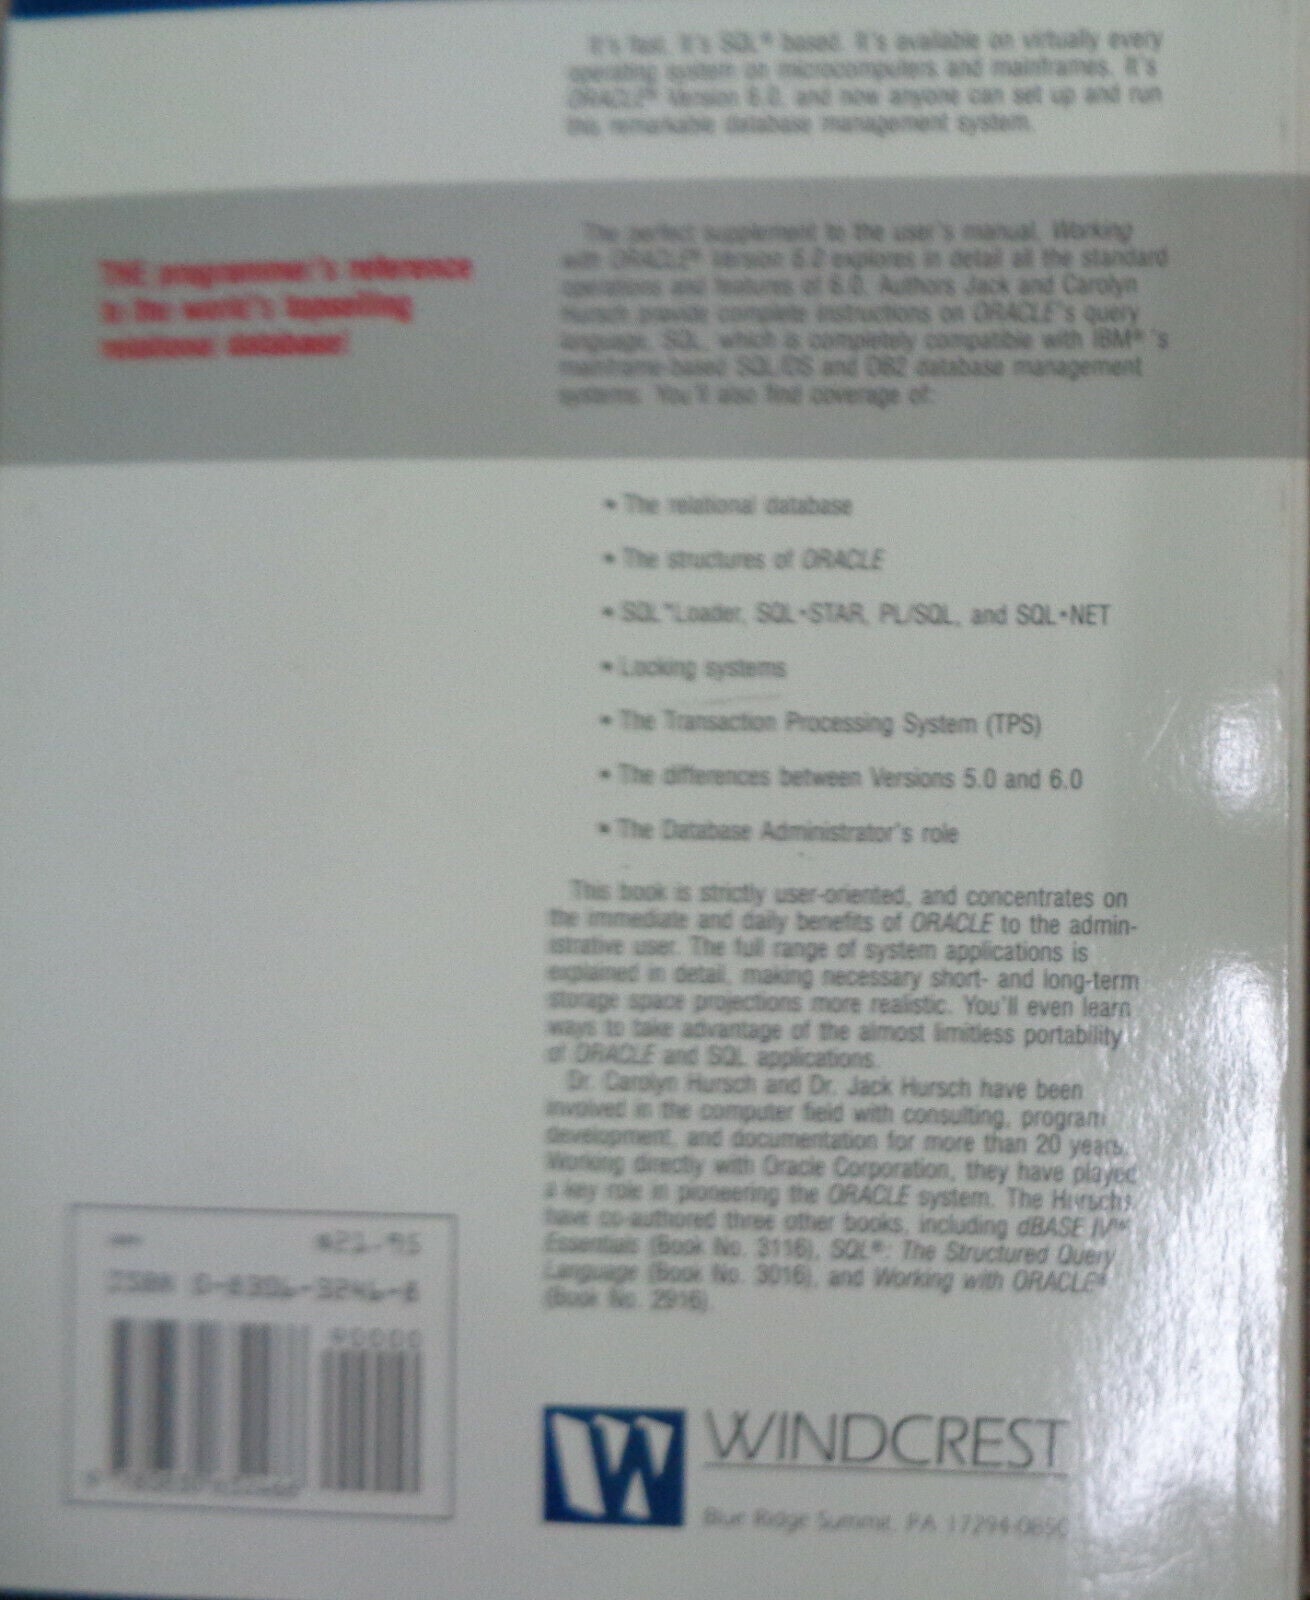 It's fast. It's SQL® based. It's available on virtually every
operating system on microcomputers and mainframes. It's
ORACLE® Version 6.0, and now anyone can set up and run
this remarkable database management system.
THE programmer's reference
to the world's topselling
relational database!
The perfect supplement to the user's manual, Working
with ORACLE® Version 6.0 explores in detail all the standard
operations and features of 6.0. Authors Jack and Carolyn
Hursch provide complete instructions on ORACLE's query
language, SQL, which is completely compatible with IBM®'s
mainframe-based SQL/DS and DB2 database management
systems. You'll also find coverage of:
• The relational database
• The structures of ORACLE
• SQL*Loader, SQL•STAR, PL/SQL, and SQL•NET
• Locking systems
• The Transaction Processing System (TPS)
• The differences between Versions 5.0 and 6.0
• The Database Administrator's role
This book is strictly user-oriented, and concentrates on
the immediate and daily benefits of ORACLE to the admin-
istrative user. The full range of system applications is
explained in detail, making necessary short- and long-term
storage space projections more realistic. You'll even learn
ways to take advantage of the almost limitless portability
of ORACLE and SQL applications.
Dr. Carolyn Hursch and Dr. Jack Hursch have been
involved in the computer field with consulting, program
development, and documentation for more than 20 years.
Working directly with Oracle Corporation, they have played
a key role in pioneering the ORACLE system. The Hurschs
have co-authored three other books, including dBASE IV®
Essentials (Book No. 3116), SQL®: The Structured Query
Language (Book No. 3016), and Working with ORACLE®
(Book No. 2916).
$21.95
ISBN 0-8306-3246-8
90000
W WINDCREST
Blue Ridge Summit, PA 17294-0850